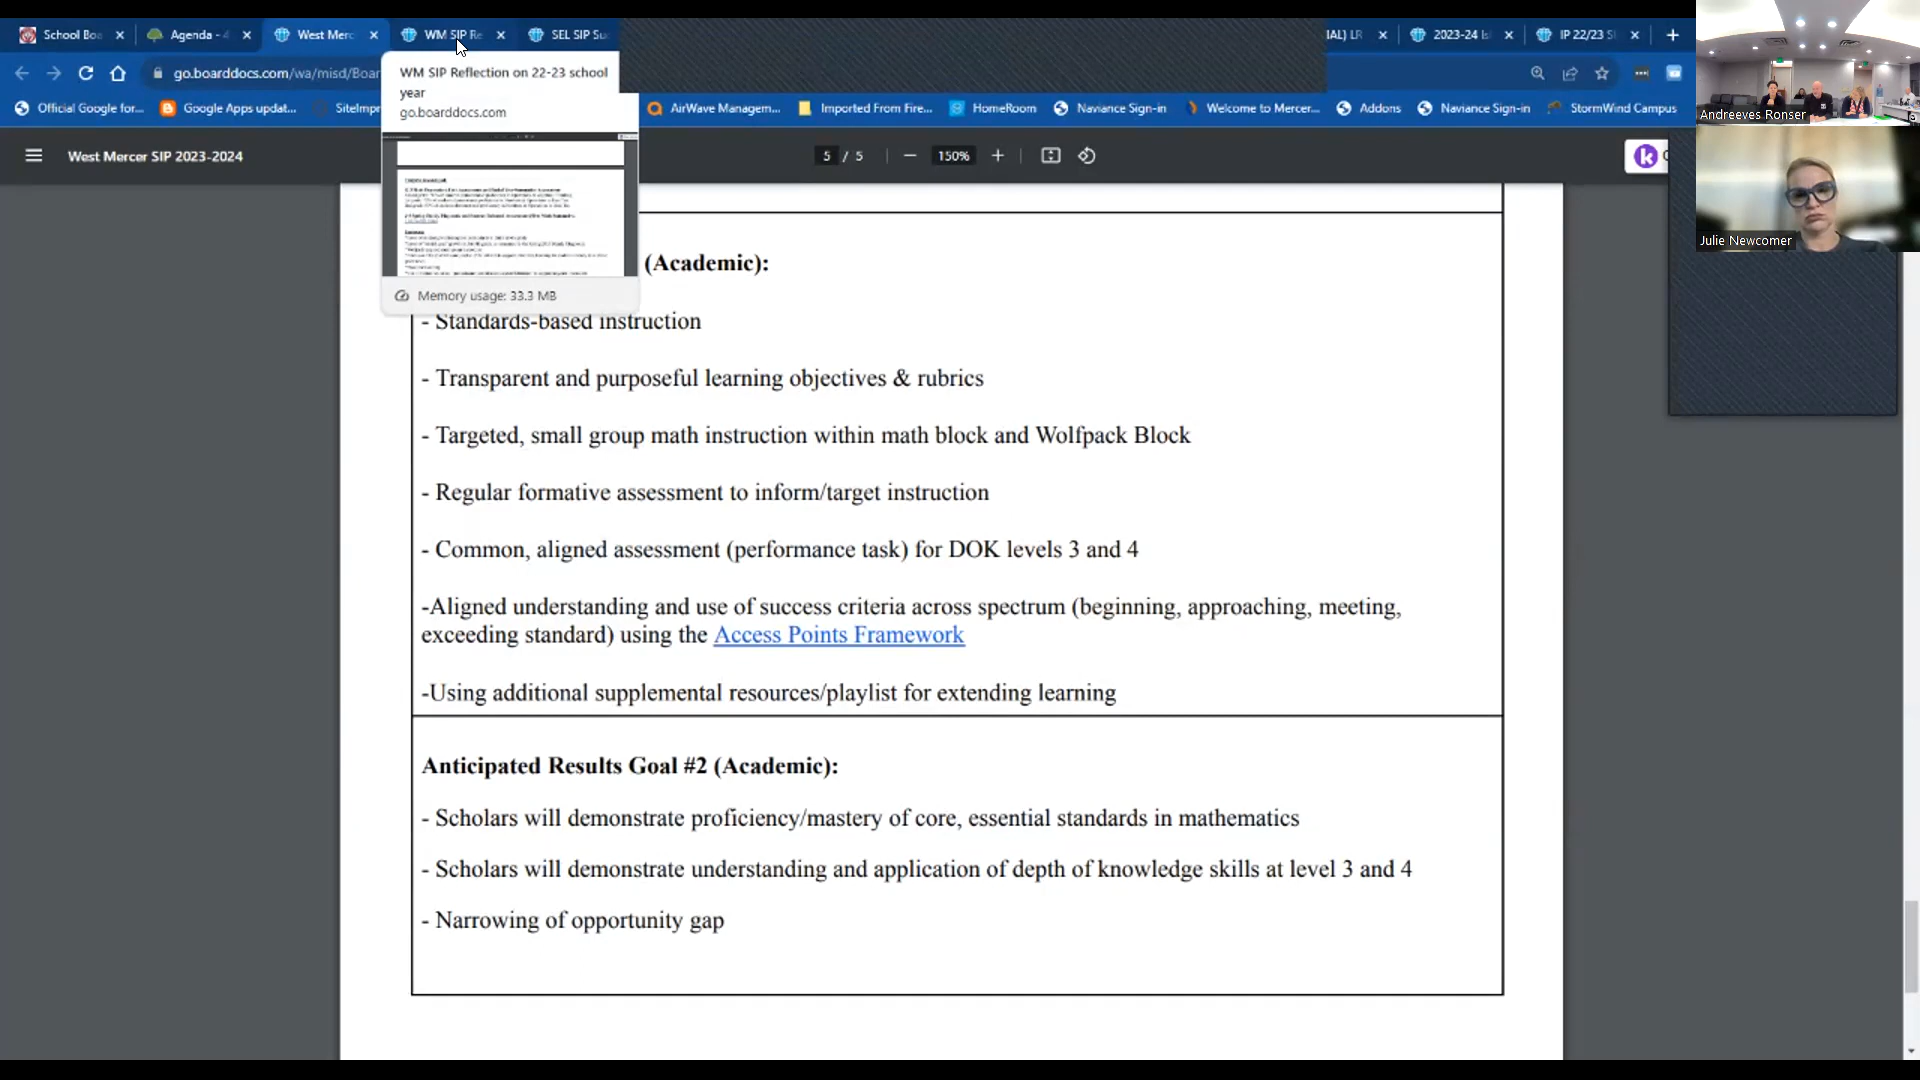 School Boa
Agenda - 4
West Merc
WM SIP Re
SEL SIP Su
IAL) LR
2023-24 Isl
IP 22/23 SI
go.boarddocs.com/wa/misd/Boar
WM SIP Reflection on 22-23 school
year
go.boarddocs.com
Official Google for...
Google Apps updat...
SiteImpr
AirWave Managem...
Imported From Fire...
HomeRoom
Naviance Sign-in
Welcome to Mercer...
Addons
Naviance Sign-in
StormWind Campus
Andreeves Ronser
Julie Newcomer
West Mercer SIP 2023-2024
5 / 5
150%
k
Memory usage: 33.3 MB
(Academic):
- Standards-based instruction
- Transparent and purposeful learning objectives & rubrics
- Targeted, small group math instruction within math block and Wolfpack Block
- Regular formative assessment to inform/target instruction
- Common, aligned assessment (performance task) for DOK levels 3 and 4
-Aligned understanding and use of success criteria across spectrum (beginning, approaching, meeting,
exceeding standard) using the Access Points Framework
-Using additional supplemental resources/playlist for extending learning
Anticipated Results Goal #2 (Academic):
- Scholars will demonstrate proficiency/mastery of core, essential standards in mathematics
- Scholars will demonstrate understanding and application of depth of knowledge skills at level 3 and 4
- Narrowing of opportunity gap